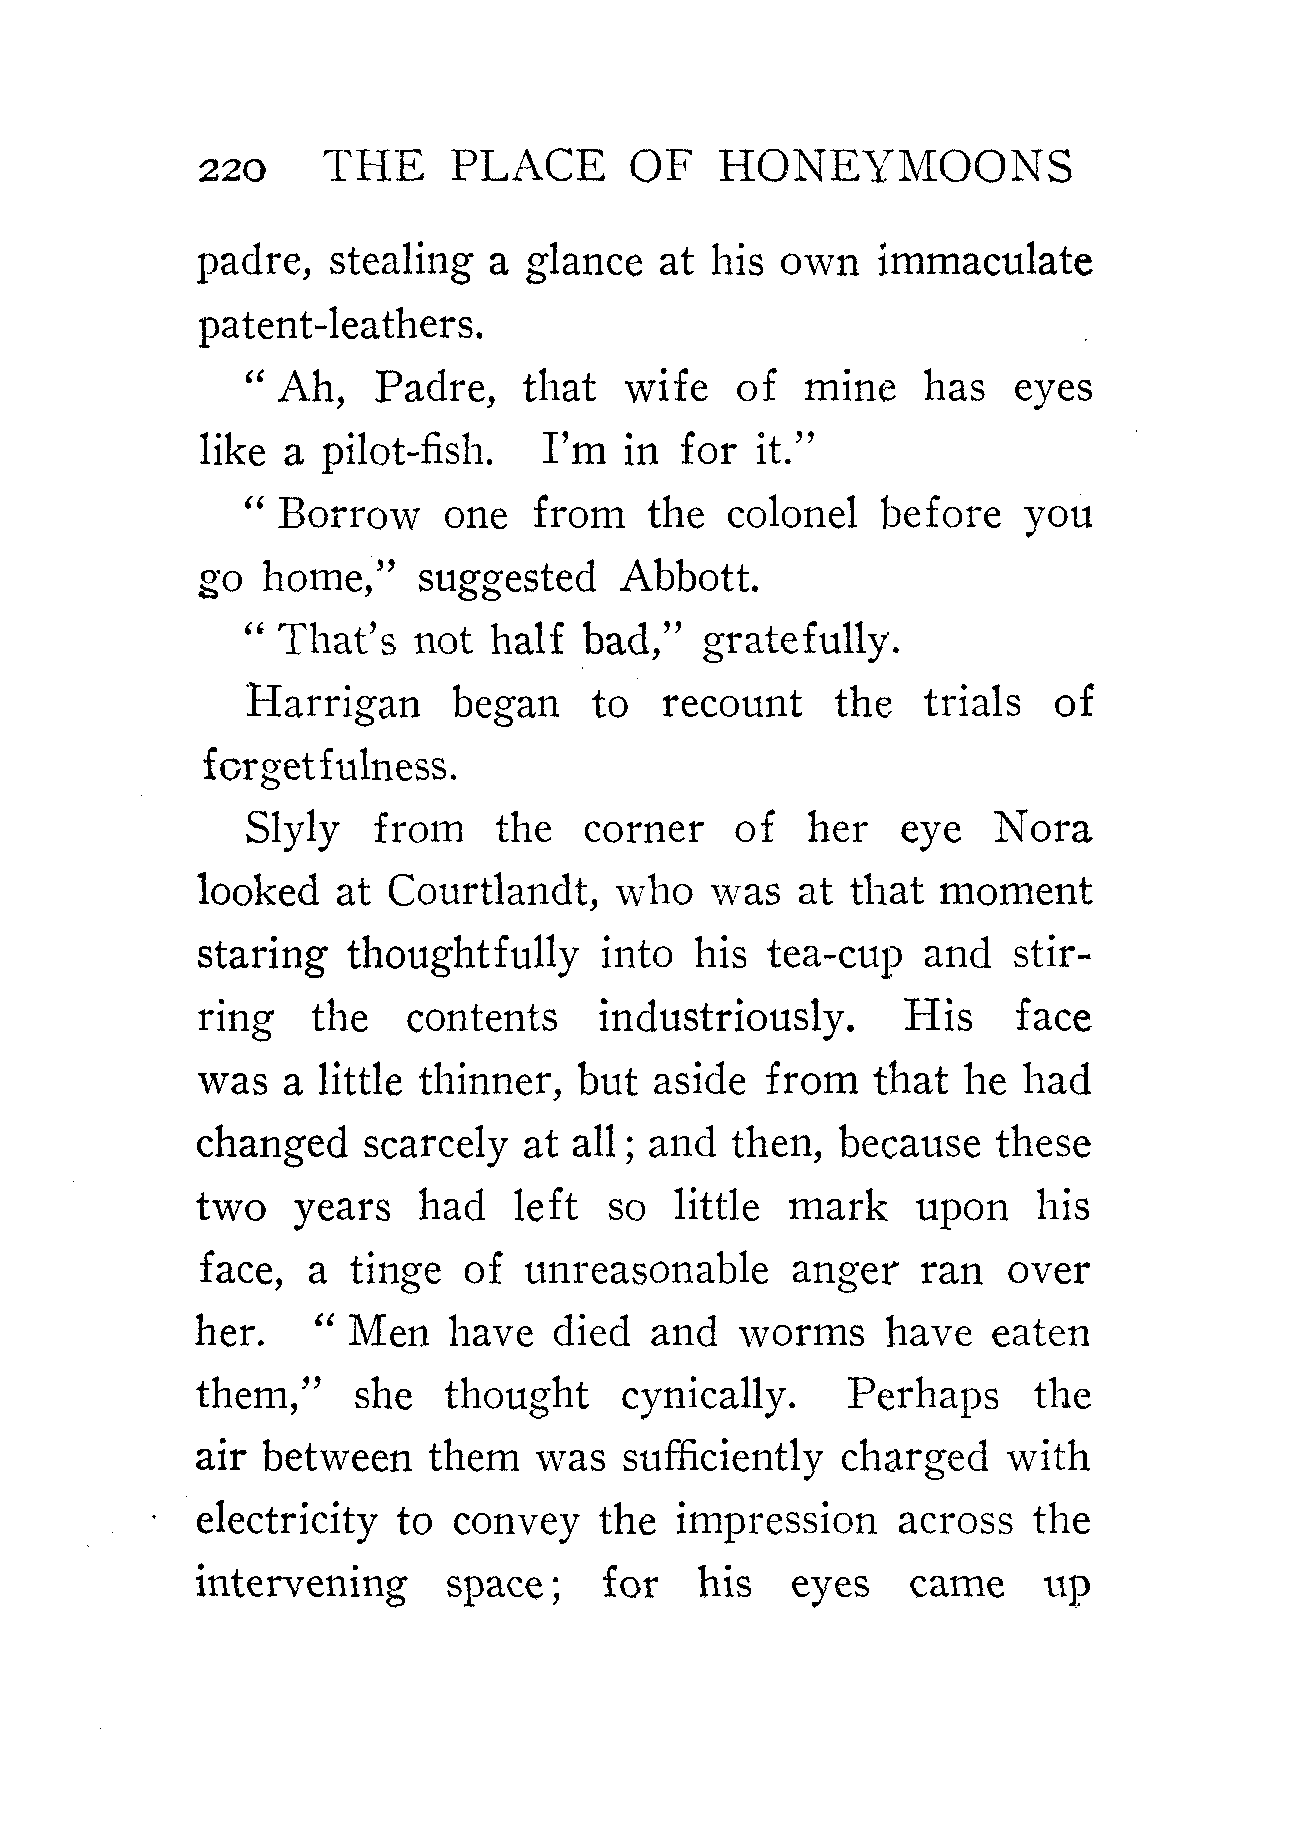 220 THE PLACE OF HONEYMOONS
padre, stealing a glance at his own immaculate
patent-leathers.
“ Ah, Padre, that wife of mine has eyes
like a pilot-fish. I’m in for it.”
“ Borrow one from the colonel before you
go home,” suggested Abbott.
“ That’s not half bad,” gratefully.
Harrigan began to recount the trials of
forgetfulness.
Slyly from the corner of her eye Nora
looked at Courtlandt, who was at that moment
staring thoughtfully into his tea-cup and stir-
ring the contents industriously. His face
was a little thinner, but aside from that he had
changed scarcely at all ; and then, because these
two years had left so little mark upon his
face, a tinge of unreasonable anger ran over
her. “ Men have died and worms have eaten
them,” she thought cynically. Perhaps the
air between them was sufficiently charged with
electricity to convey the impression across the
intervening space ; for his eyes came up